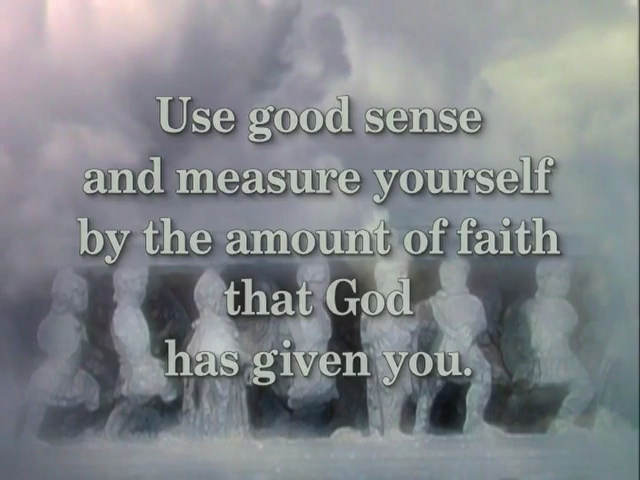 Use good sense
and measure yourself
by the amount of faith
that God
has given you.